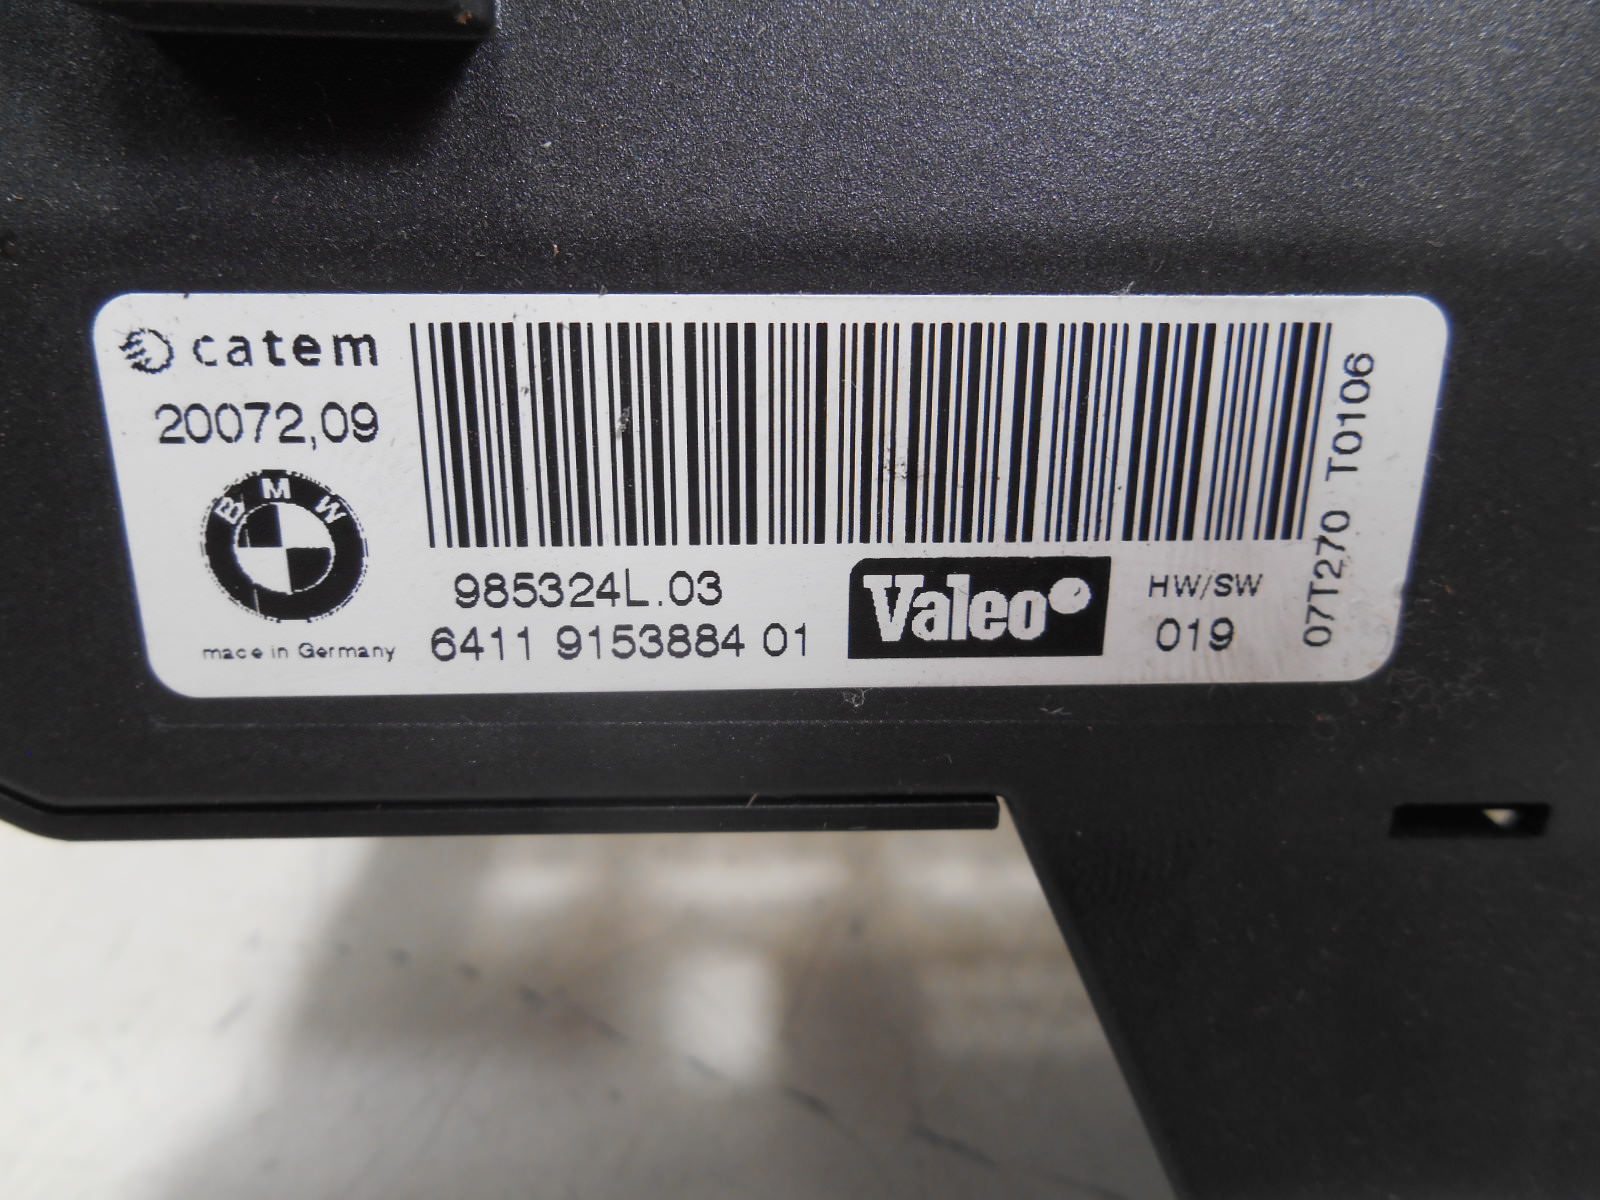 catem
20072,09
BMW
made in Germany
985324L.03
6411 9153884 01
Valeo
HW/SW
019
07T270 T0106